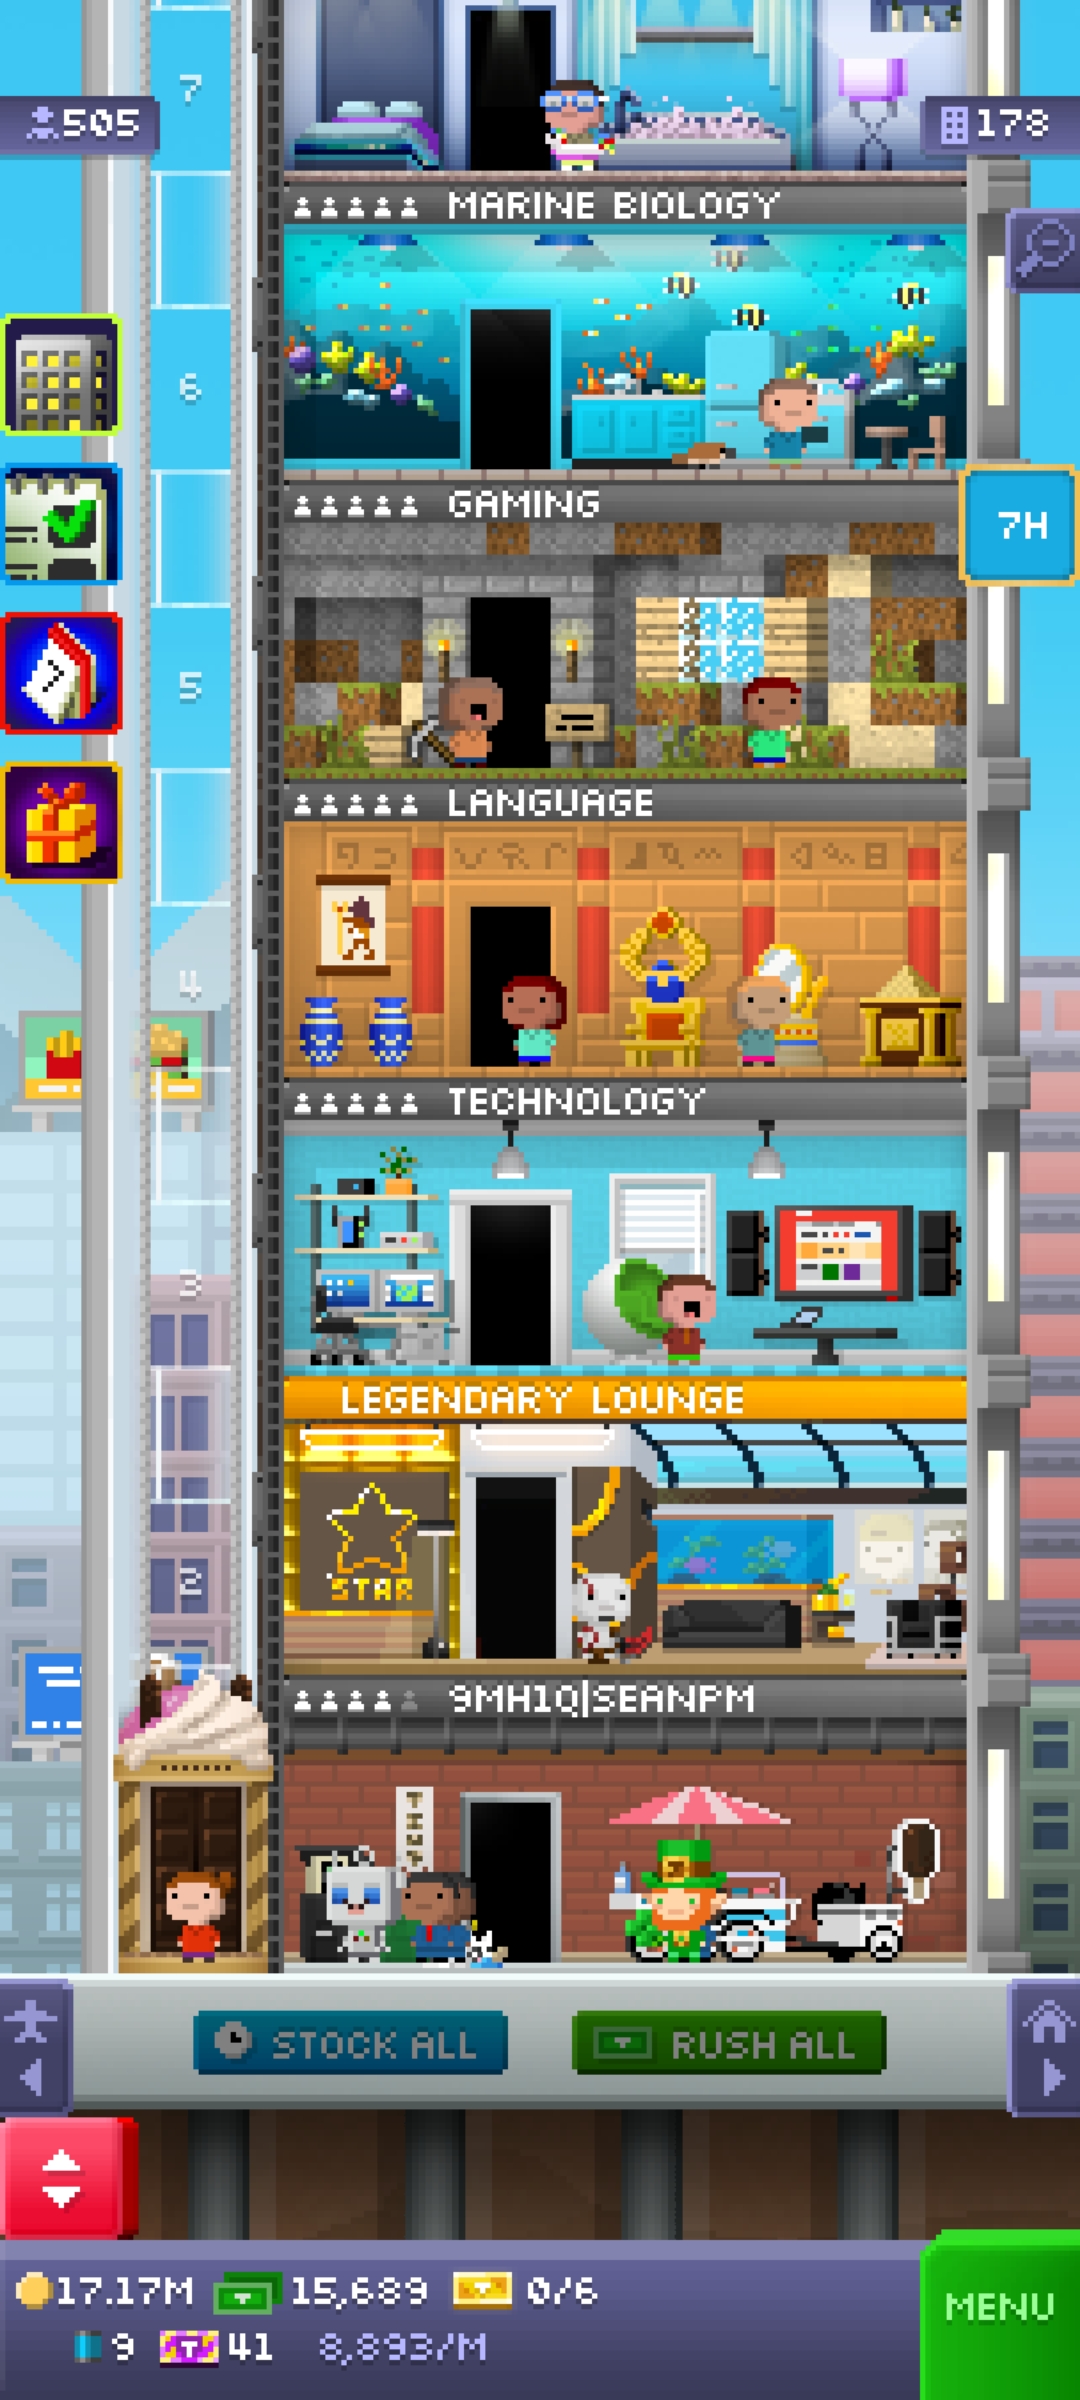 7
505
178
MARINE BIOLOGY
6
GAMING
7H
5
LANGUAGE
4
TECHNOLOGY
3
LEGENDARY LOUNGE
STAR
2
9MH1Q|SEANPM
STOCK ALL
RUSH ALL
17.17M
15,689
0/6
MENU
9
41
8,893/M